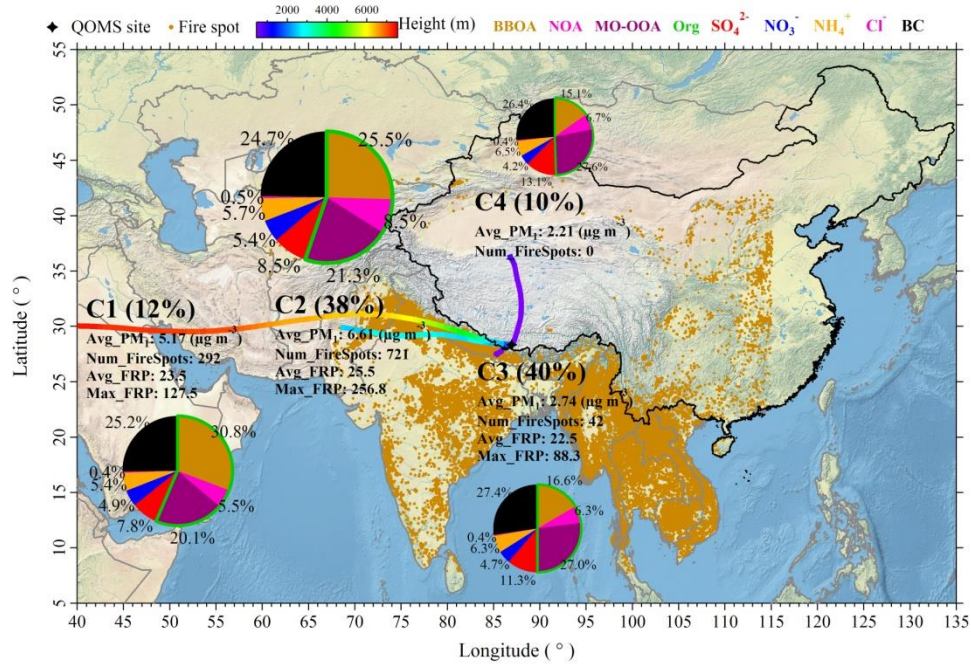 2000 4000 6000
QOMS site Fire spot Height (m) BBOA NOA MO-OOA Org SO₄²⁻ NO₃⁻ NH₄⁺ Cl⁻ BC
55
50
45
40
35
30
25
20
15
10
5
Latitude ( ° )
24.7%
25.5%
0.5%
5.7%
8.5%
5.4%
8.5%
21.3%
26.4%
15.1%
6.7%
0.4%
6.5%
4.2%
27.6%
13.1%
C4 (10%)
Avg_PM₁: 2.21 (µg m⁻³)
Num_FireSpots: 0
C1 (12%)
Avg_PM₁: 5.17 (µg m⁻³)
Num_FireSpots: 292
Avg_FRP: 23.5
Max_FRP: 127.5
C2 (38%)
Avg_PM₁: 6.61 (µg m⁻³)
Num_FireSpots: 721
Avg_FRP: 25.5
Max_FRP: 256.8
C3 (40%)
Avg_PM₁: 2.74 (µg m⁻³)
Num_FireSpots: 42
Avg_FRP: 22.5
Max_FRP: 88.3
25.2%
30.8%
0.4%
5.4%
4.9%
5.5%
7.8%
20.1%
27.4%
16.6%
6.3%
0.4%
6.3%
4.7%
27.0%
11.3%
40 45 50 55 60 65 70 75 80 85 90 95 100 105 110 115 120 125 130 135
Longitude ( ° )